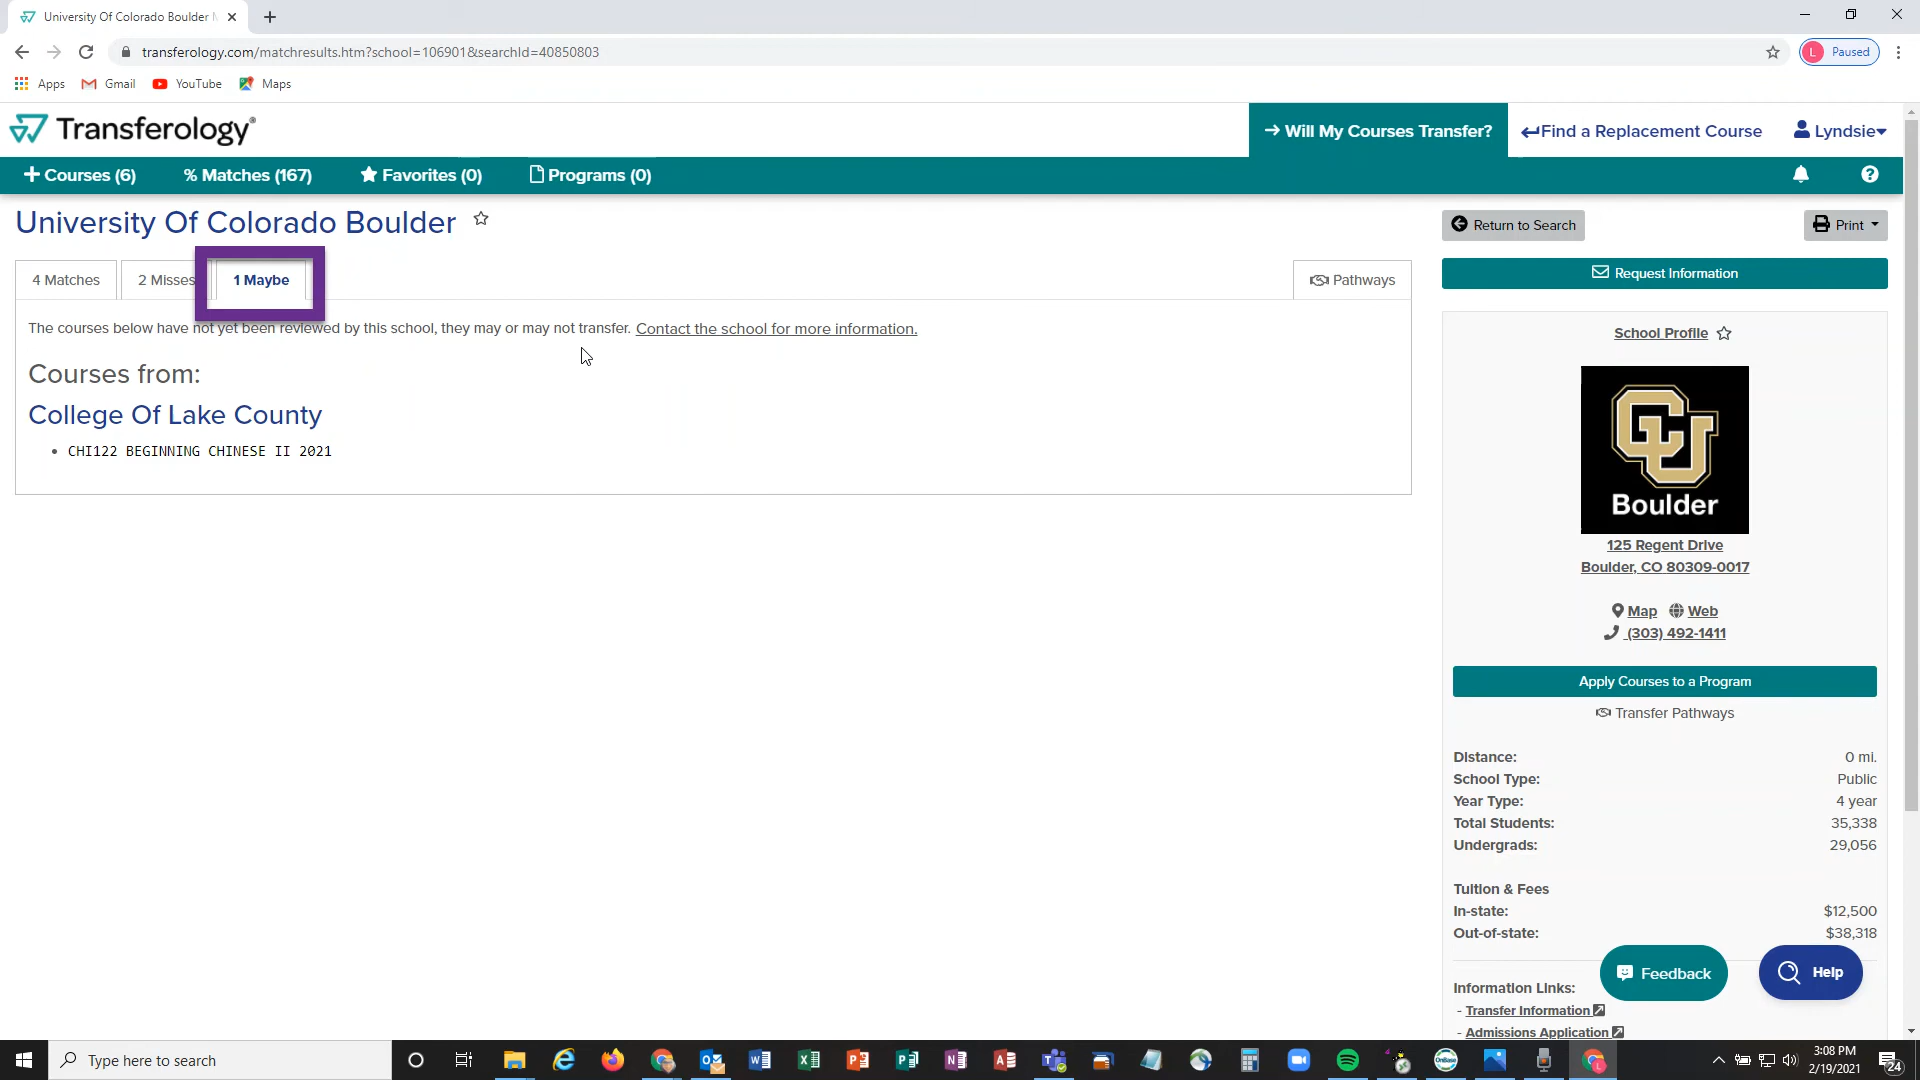 University Of Colorado Boulder
transferology.com/matchresults.htm?school=106901&searchId=40850803
L Paused
Apps Gmail YouTube Maps
Transferology®
Will My Courses Transfer?
Find a Replacement Course
Lyndsie
Courses (6) % Matches (167) Favorites (0) Programs (0)
University Of Colorado Boulder
Return to Search
Print
4 Matches 2 Misses 1 Maybe
Pathways
Request Information
The courses below have not yet been reviewed by this school, they may or may not transfer. Contact the school for more information.
Courses from:
College Of Lake County
• CHI122 BEGINNING CHINESE II 2021
School Profile
CU
Boulder
125 Regent Drive
Boulder, CO 80309-0017
Map Web
(303) 492-1411
Apply Courses to a Program
Transfer Pathways
Distance: 0 mi.
School Type: Public
Year Type: 4 year
Total Students: 35,338
Undergrads: 29,056
Tuition & Fees
In-state: $12,500
Out-of-state: $38,318
Feedback
Help
Information Links:
- Transfer Information
- Admissions Application
Type here to search
3:08 PM
2/19/2021
24